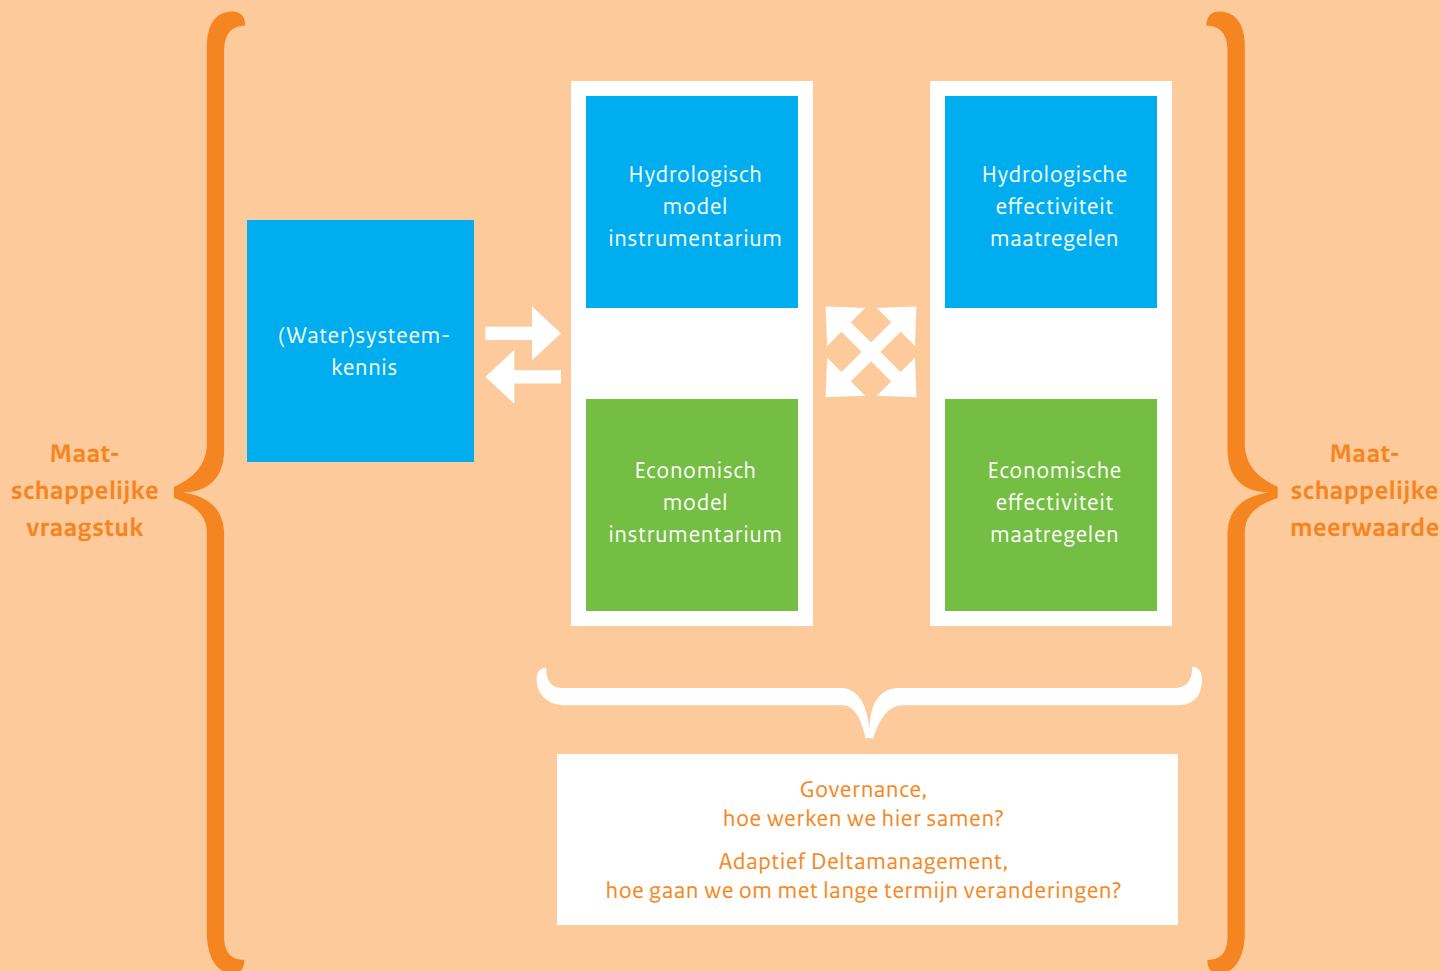 Maat-
schappelijke
vraagstuk
(Water)systeem-
kennis
Hydrologisch
model
instrumentarium
Economisch
model
instrumentarium
Hydrologische
effectiviteit
maatregelen
Economische
effectiviteit
maatregelen
Maat-
schappelijke
meerwaarde
Governance,
hoe werken we hier samen?
Adaptief Deltamanagement,
hoe gaan we om met lange termijn veranderingen?